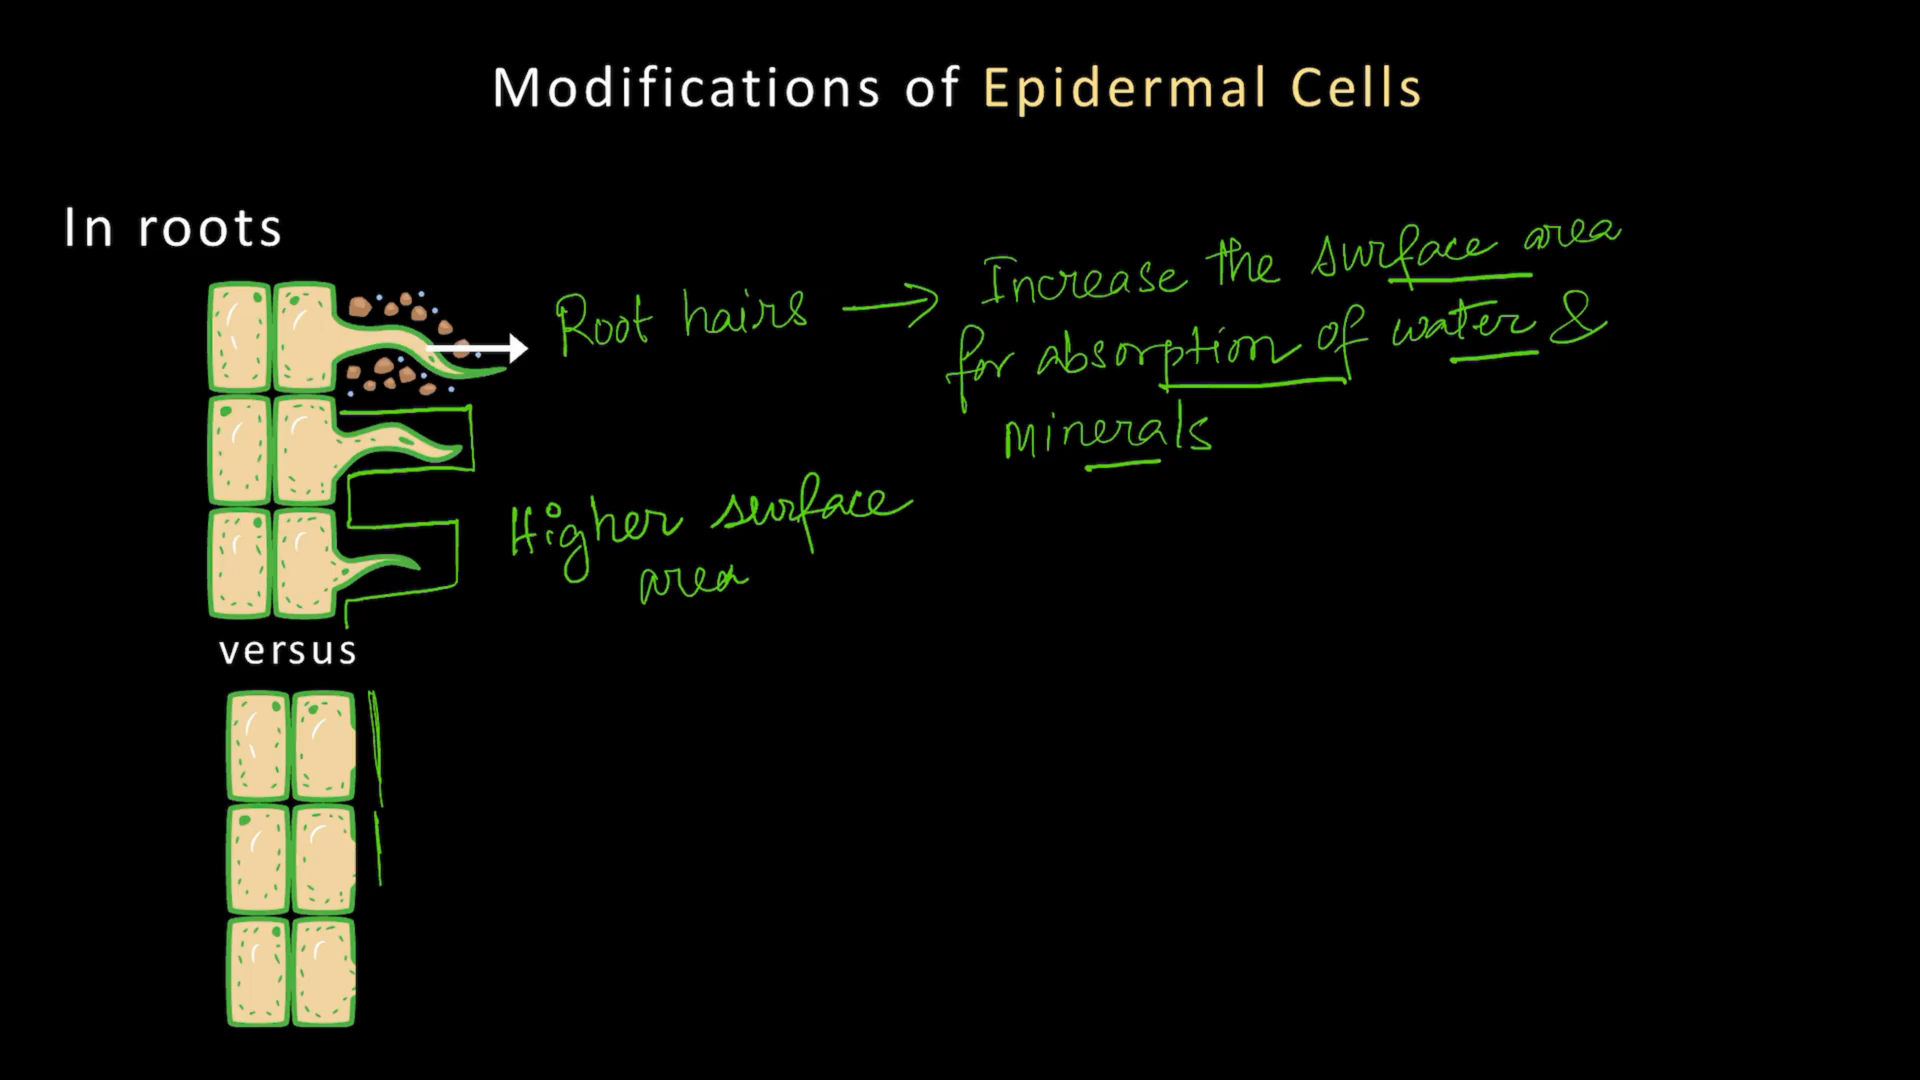 Modifications of Epidermal Cells
In roots
Root hairs → Increase the surface area
for absorption of water &
Minerals
Higher surface
area
versus